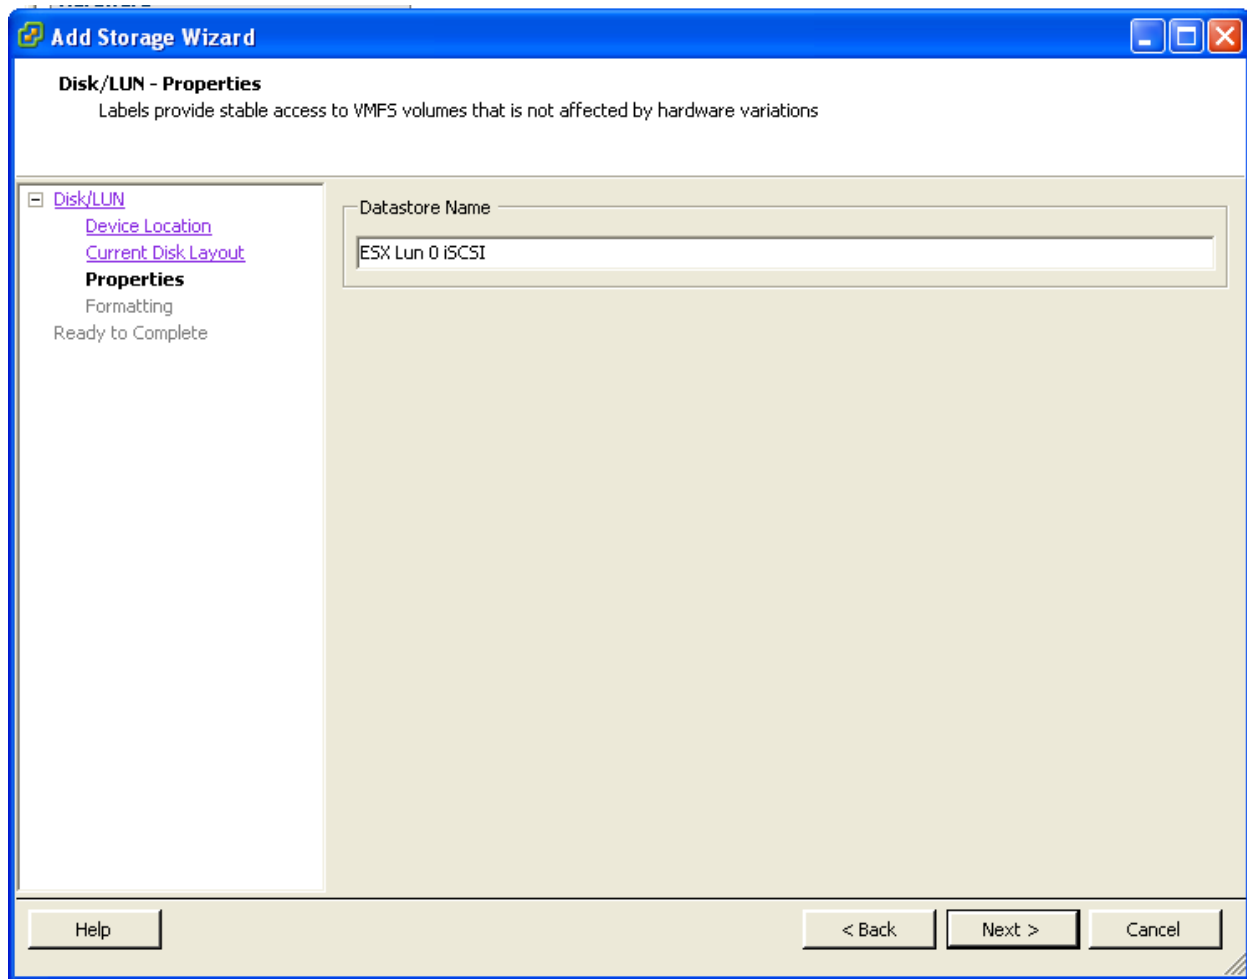 Add Storage Wizard
Disk/LUN - Properties
Labels provide stable access to VMFS volumes that is not affected by hardware variations
Disk/LUN
Device Location
Current Disk Layout
Properties
Formatting
Ready to Complete
Datastore Name
ESX Lun 0 iSCSI
Help
< Back
Next >
Cancel